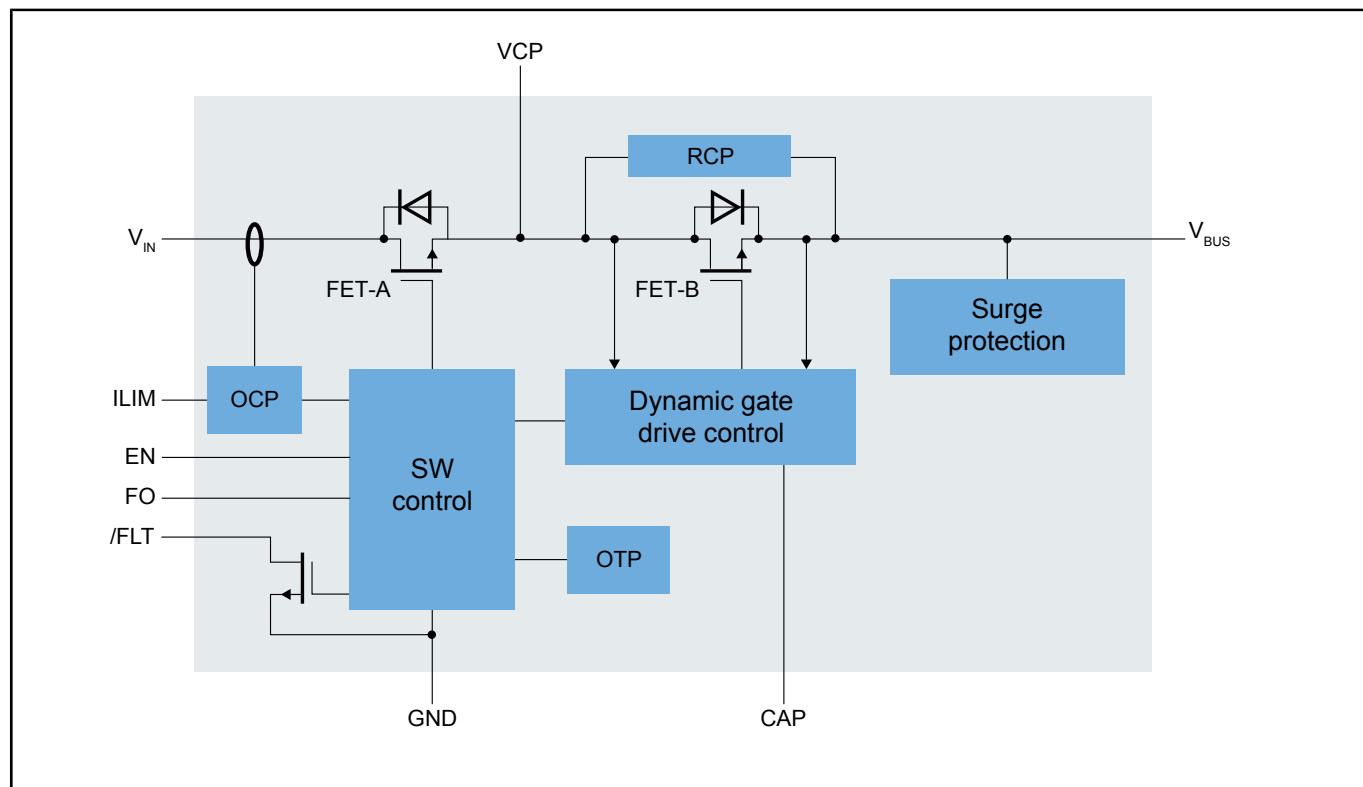 VCP
RCP
VIN
VBUS
FET-A
FET-B
Surge
protection
ILIM
OCP
Dynamic gate
drive control
EN
SW
control
FO
/FLT
OTP
GND
CAP